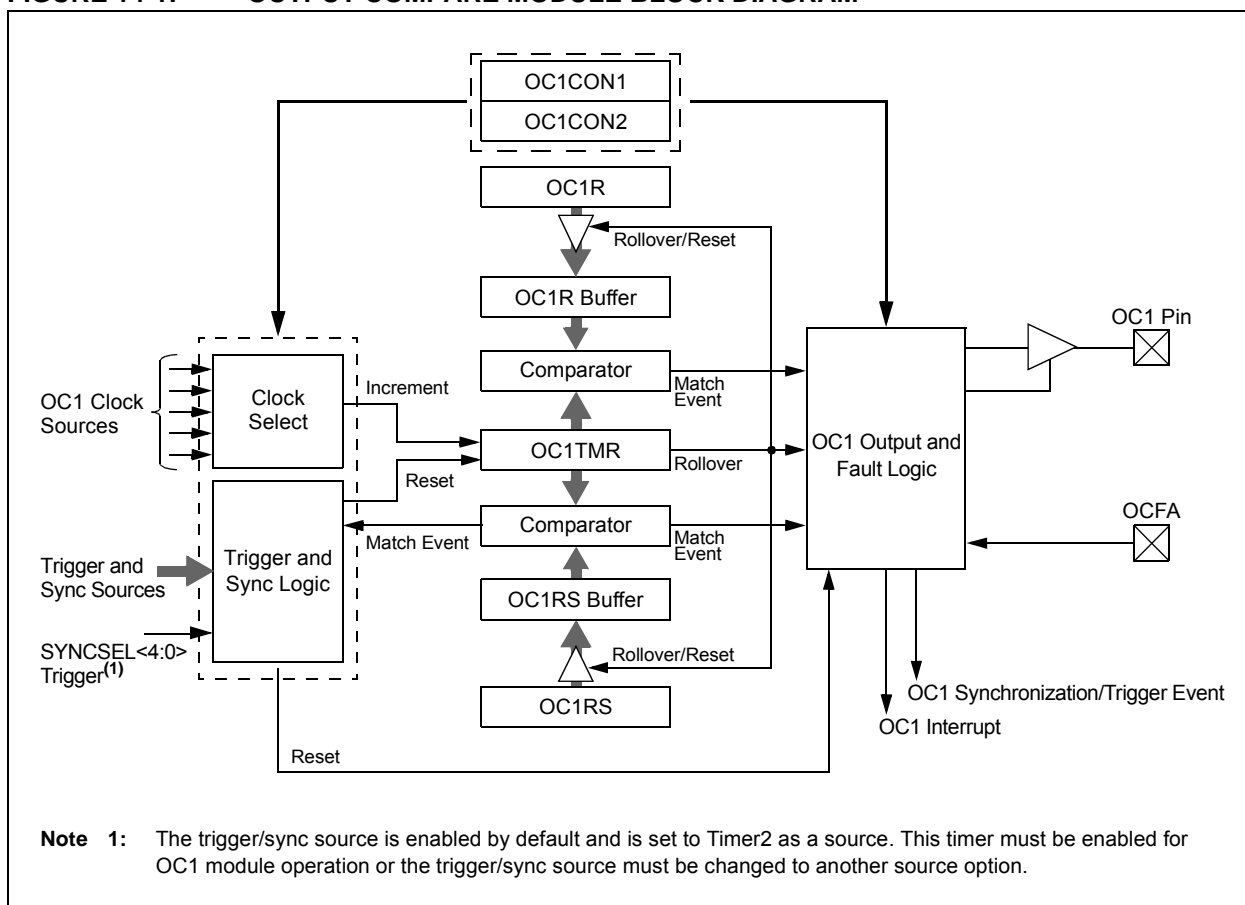 OC1CON1
OC1CON2
OC1R
Rollover/Reset
OC1R Buffer
OC1 Pin
Comparator
Match
Event
Increment
OC1 Clock
Sources
Clock
Select
OC1TMR
Rollover
OC1 Output and
Fault Logic
Reset
Comparator
Match Event
Match
Event
OCFA
Trigger and
Sync Sources
Trigger and
Sync Logic
OC1RS Buffer
SYNCSEL<4:0>
Trigger(1)
Rollover/Reset
OC1RS
OC1 Synchronization/Trigger Event
OC1 Interrupt
Reset
Note 1: The trigger/sync source is enabled by default and is set to Timer2 as a source. This timer must be enabled for
OC1 module operation or the trigger/sync source must be changed to another source option.